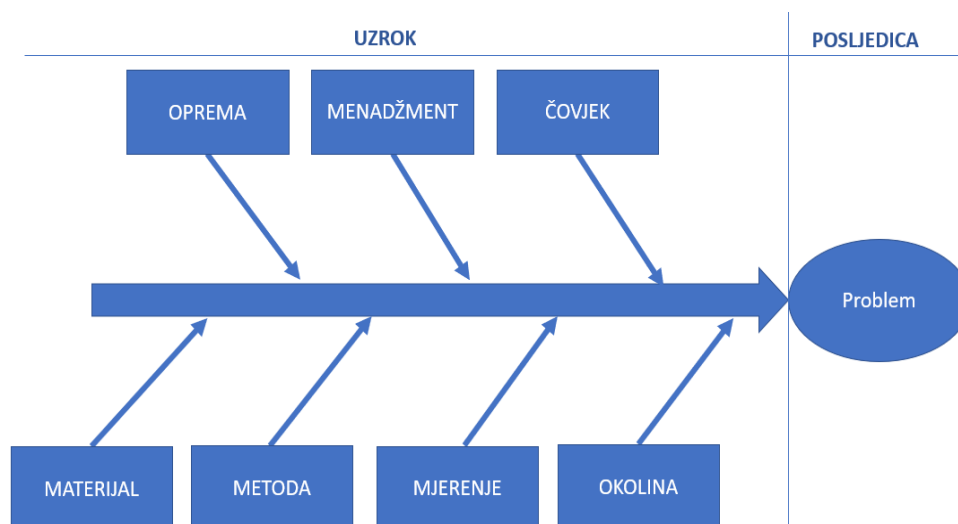 UZROK
POSLJEDICA
OPREMA
MENADŽMENT
ČOVJEK
Problem
MATERIJAL
METODA
MJERENJE
OKOLINA